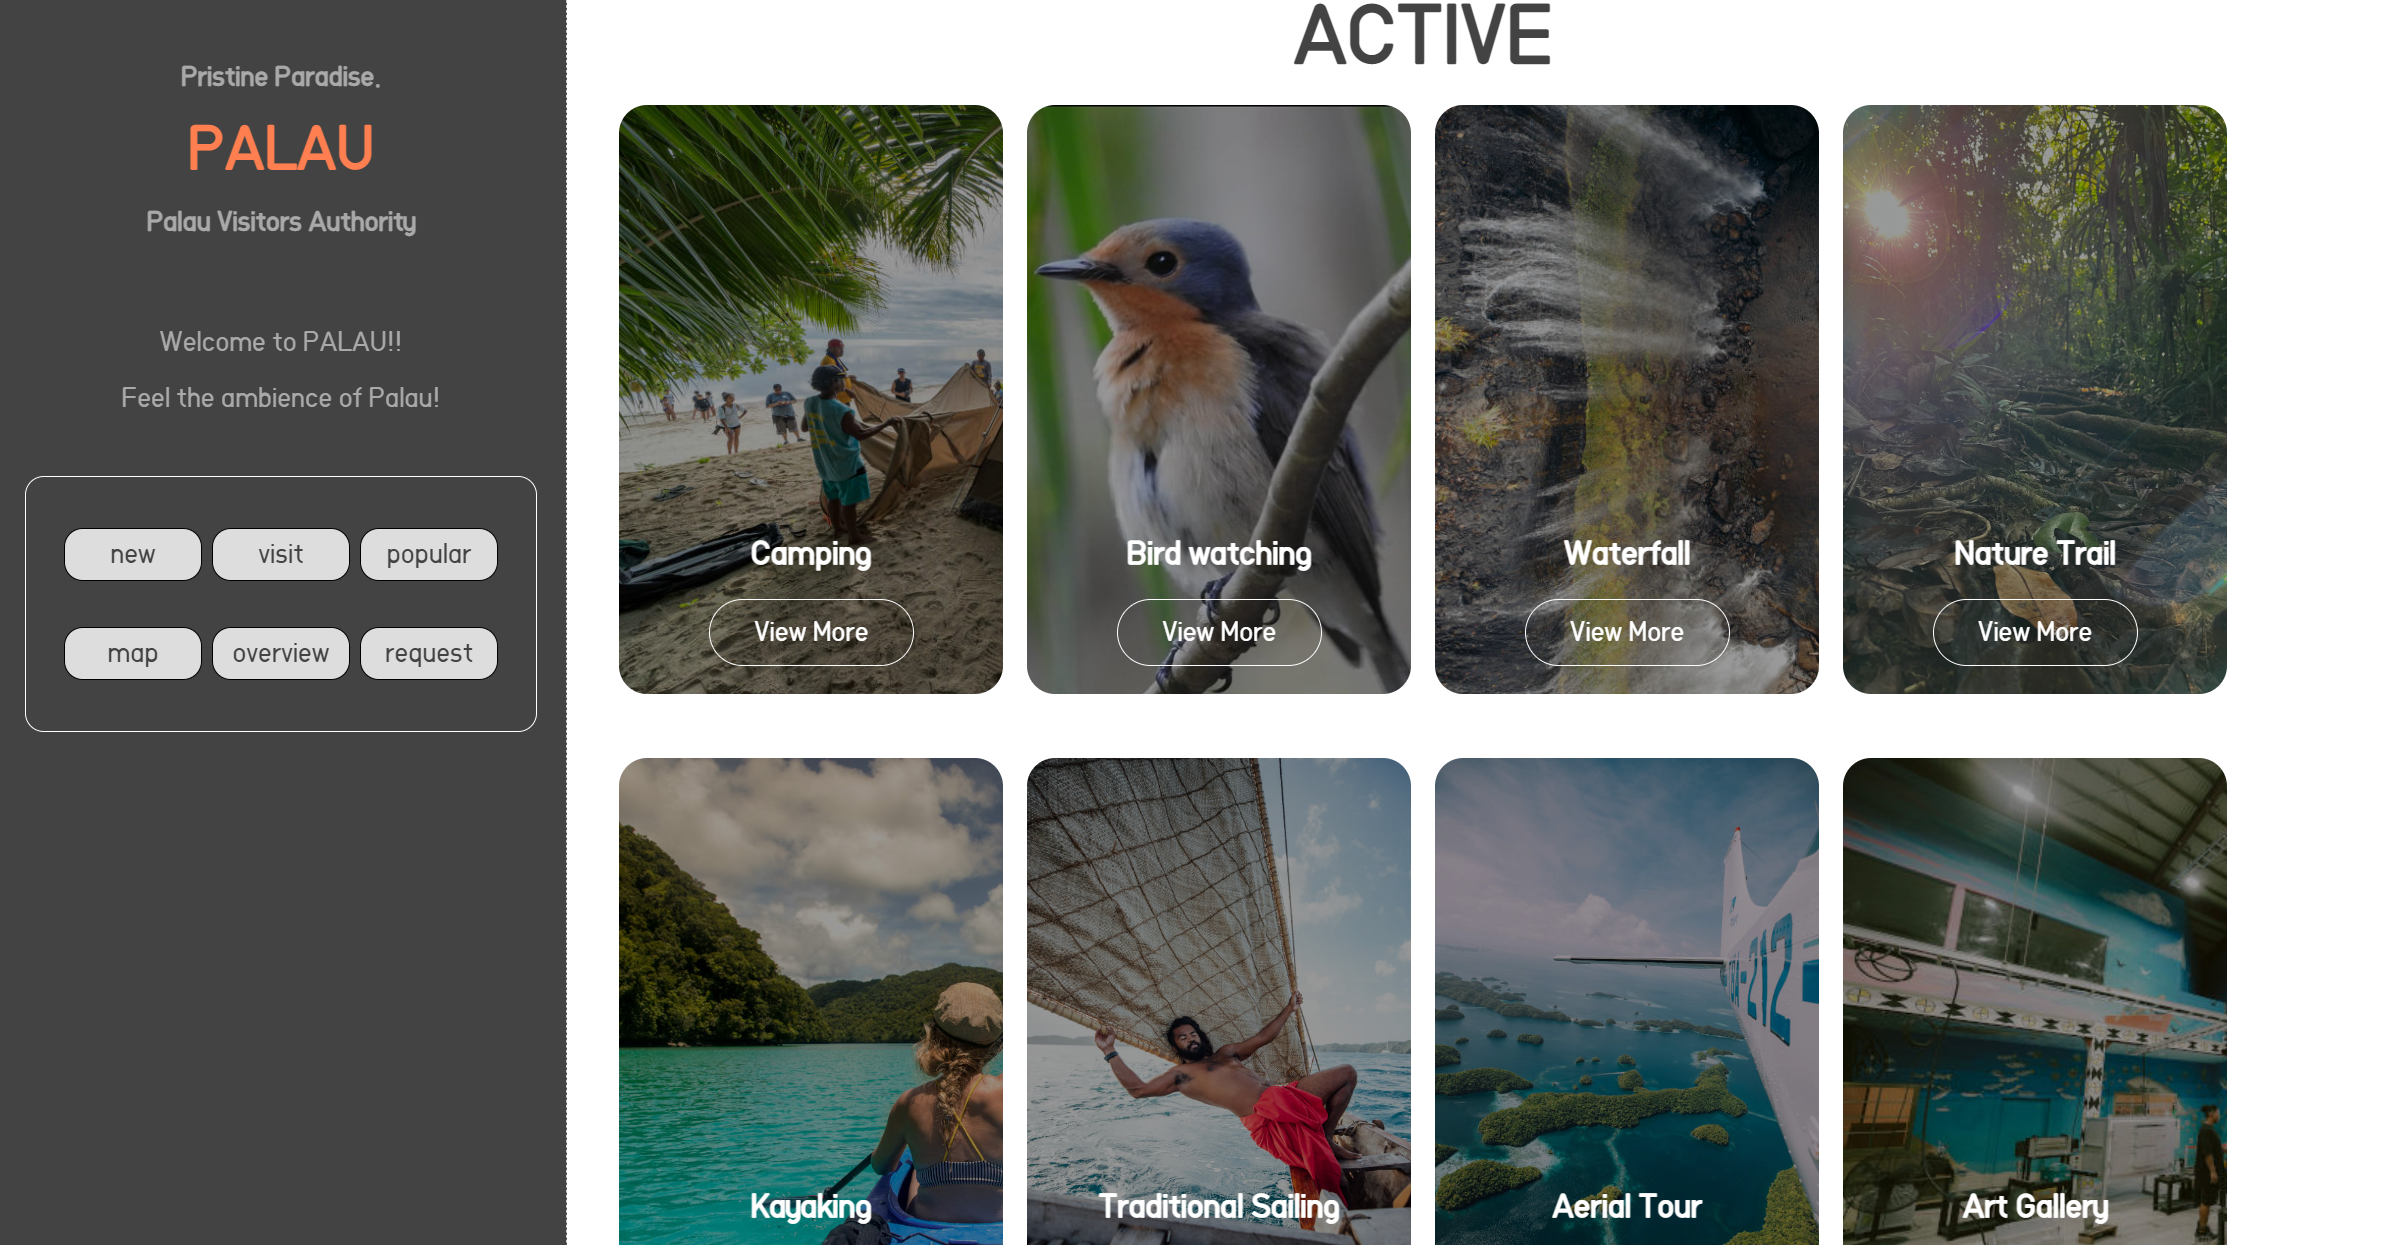 Pristine Paradise.
PALAU
Palau Visitors Authority
Welcome to PALAU!!
Feel the ambience of Palau!
new
visit
popular
map
overview
request
ACTIVE
Camping
View More
Bird watching
View More
Waterfall
View More
Nature Trail
View More
Kayaking
Traditional Sailing
Aerial Tour
Art Gallery